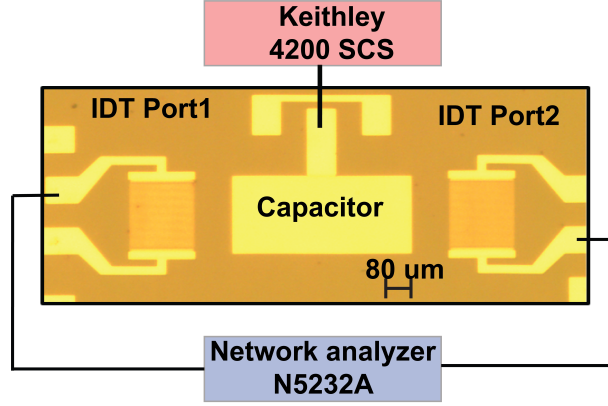 Keithley
4200 SCS
IDT Port1
IDT Port2
Capacitor
80 um
Network analyzer
N5232A